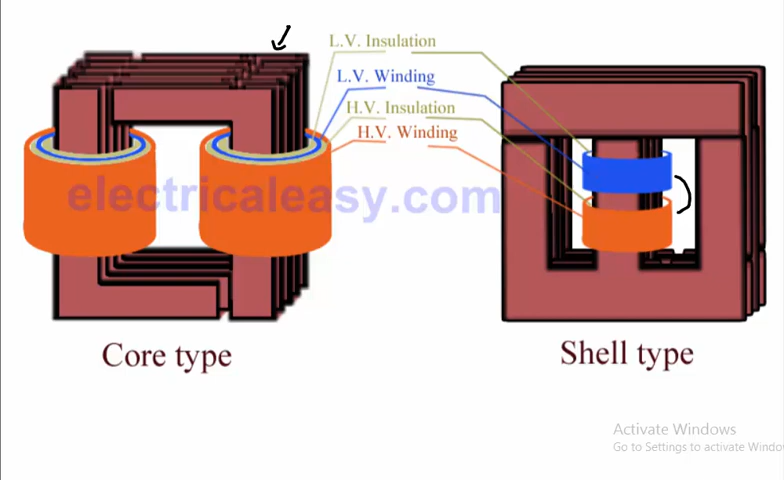 L.V. Insulation
L.V. Winding
H.V. Insulation
H.V. Winding
electricaleasy.com
Core type
Shell type
Activate Windows
Go to Settings to activate Windo